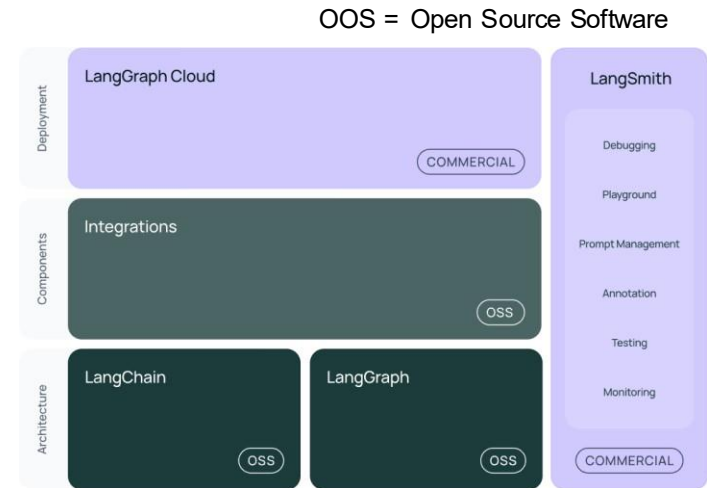 OOS = Open Source Software
Deployment
LangGraph Cloud
COMMERCIAL
Components
Integrations
OSS
Architecture
LangChain
OSS
LangGraph
OSS
LangSmith
Debugging
Playground
Prompt Management
Annotation
Testing
Monitoring
COMMERCIAL